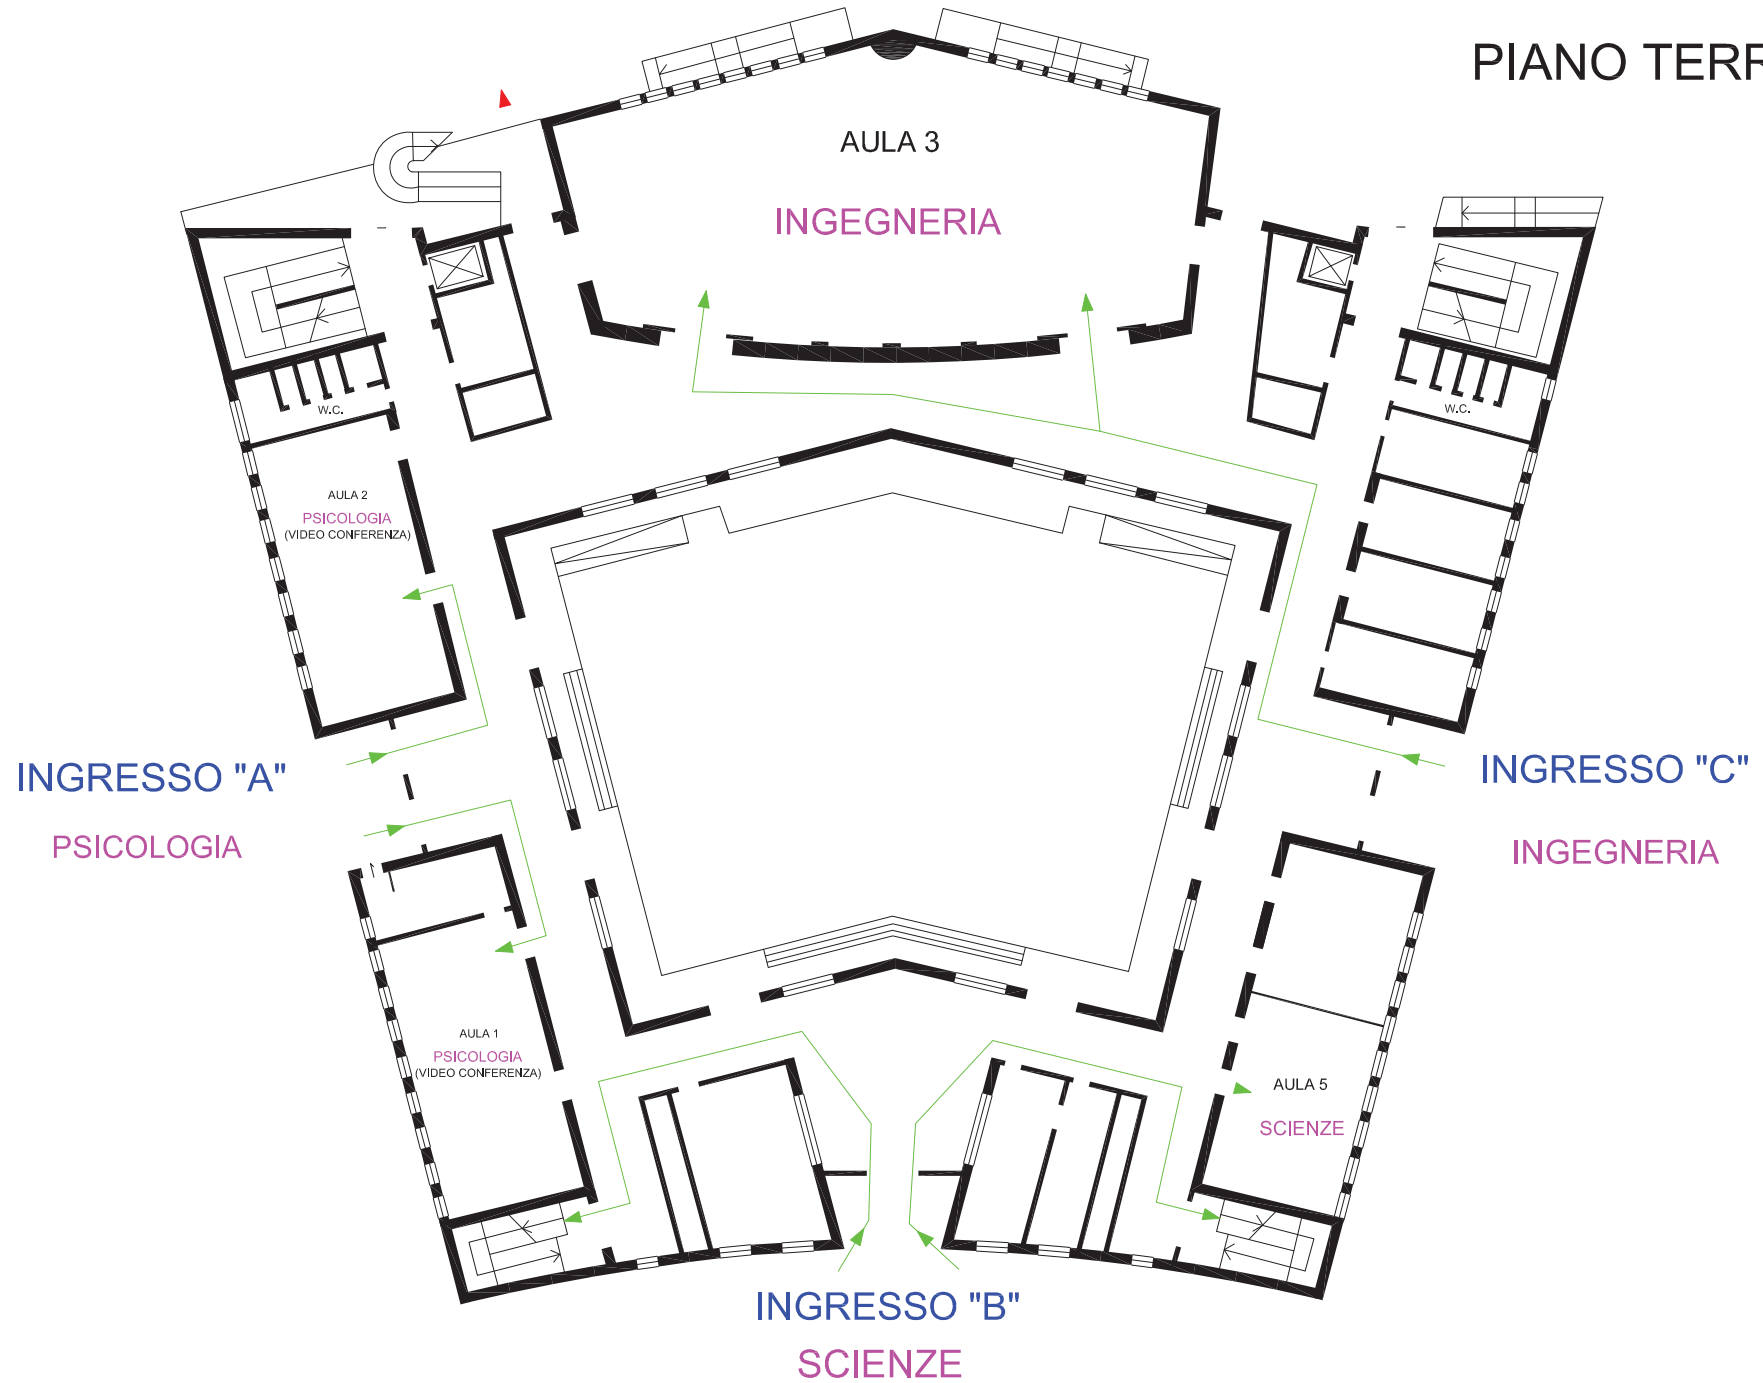 PIANO TERR
AULA 3
INGEGNERIA
W.C.
W.C.
AULA 2
PSICOLOGIA
(VIDEO CONFERENZA)
INGRESSO "A"
PSICOLOGIA
INGRESSO "C"
INGEGNERIA
AULA 1
PSICOLOGIA
(VIDEO CONFERENZA)
AULA 5
SCIENZE
INGRESSO "B"
SCIENZE